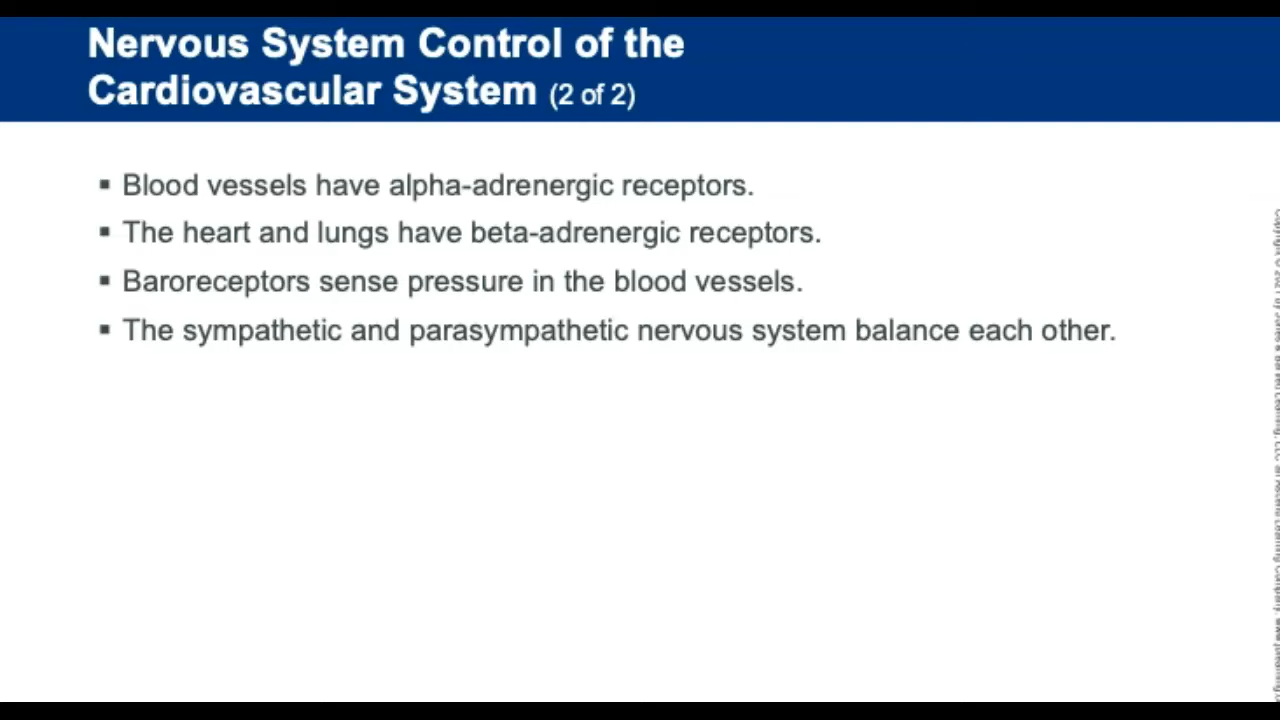 Nervous System Control of the
Cardiovascular System (2 of 2)
▪ Blood vessels have alpha-adrenergic receptors.
▪ The heart and lungs have beta-adrenergic receptors.
▪ Baroreceptors sense pressure in the blood vessels.
▪ The sympathetic and parasympathetic nervous system balance each other.